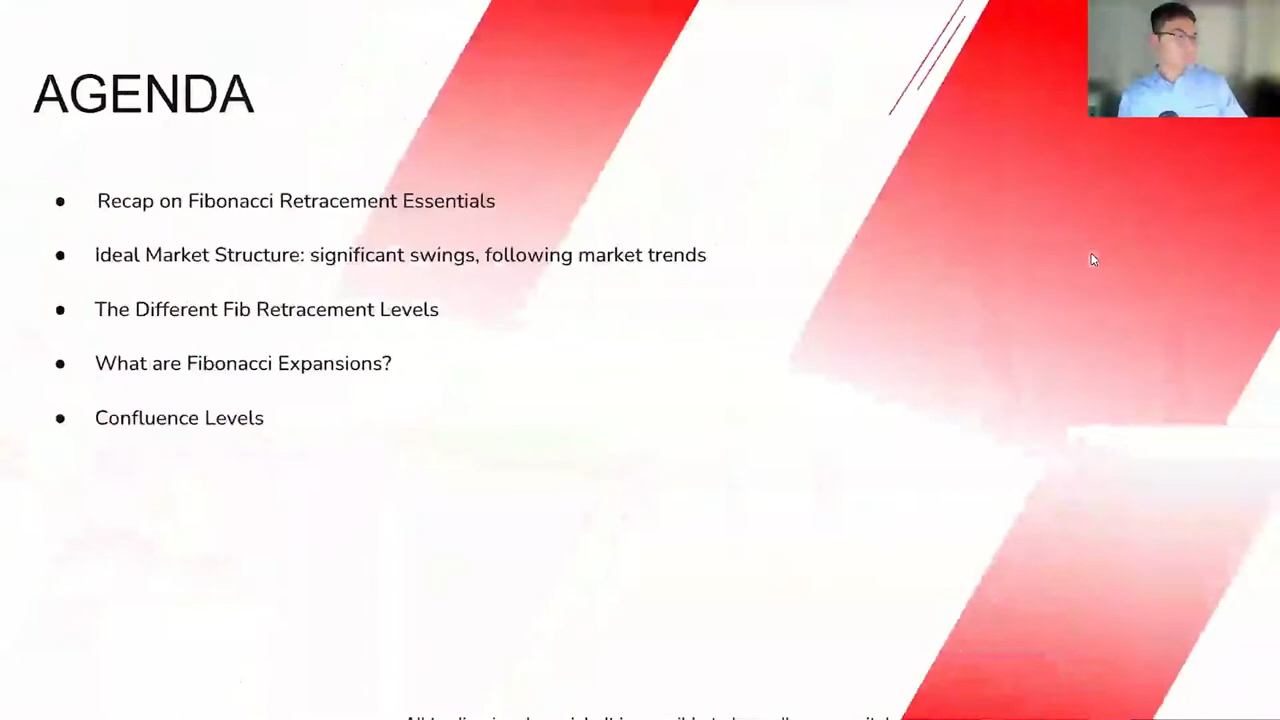 AGENDA
● Recap on Fibonacci Retracement Essentials
● Ideal Market Structure: significant swings, following market trends
● The Different Fib Retracement Levels
● What are Fibonacci Expansions?
● Confluence Levels